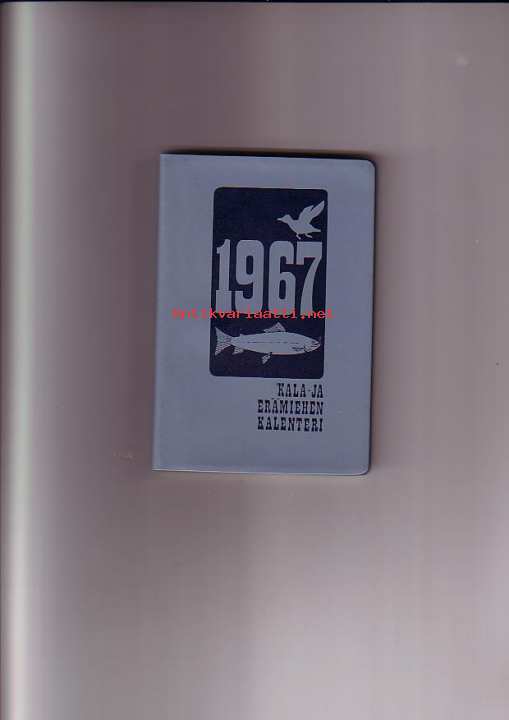 1967
Antikvariaatti.net
KALA-JA
ERÄMIEHEN
KALENTERI